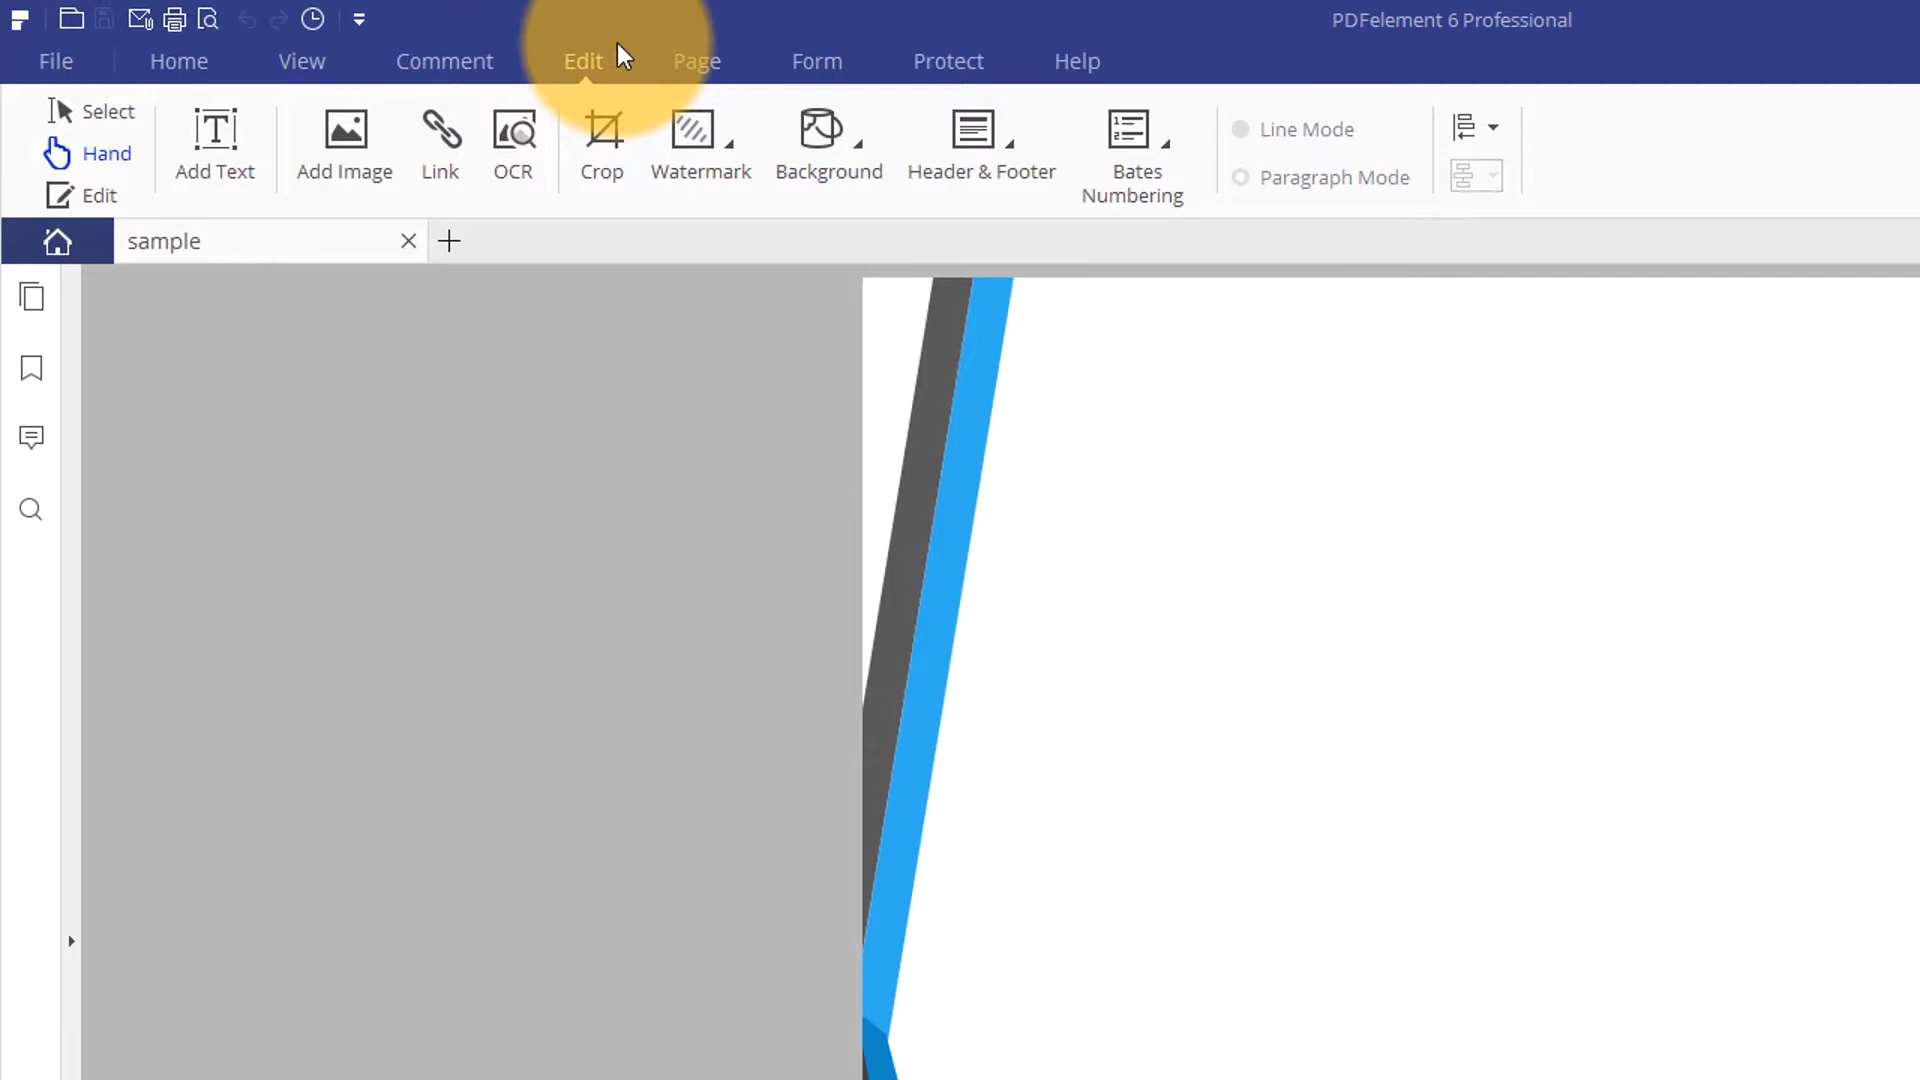 PDFelement 6 Professional
File Home View Comment Edit Page Form Protect Help
Select
Hand
Edit
Add Text
Add Image
Link
OCR
Crop
Watermark
Background
Header & Footer
Bates
Numbering
Line Mode
Paragraph Mode
sample